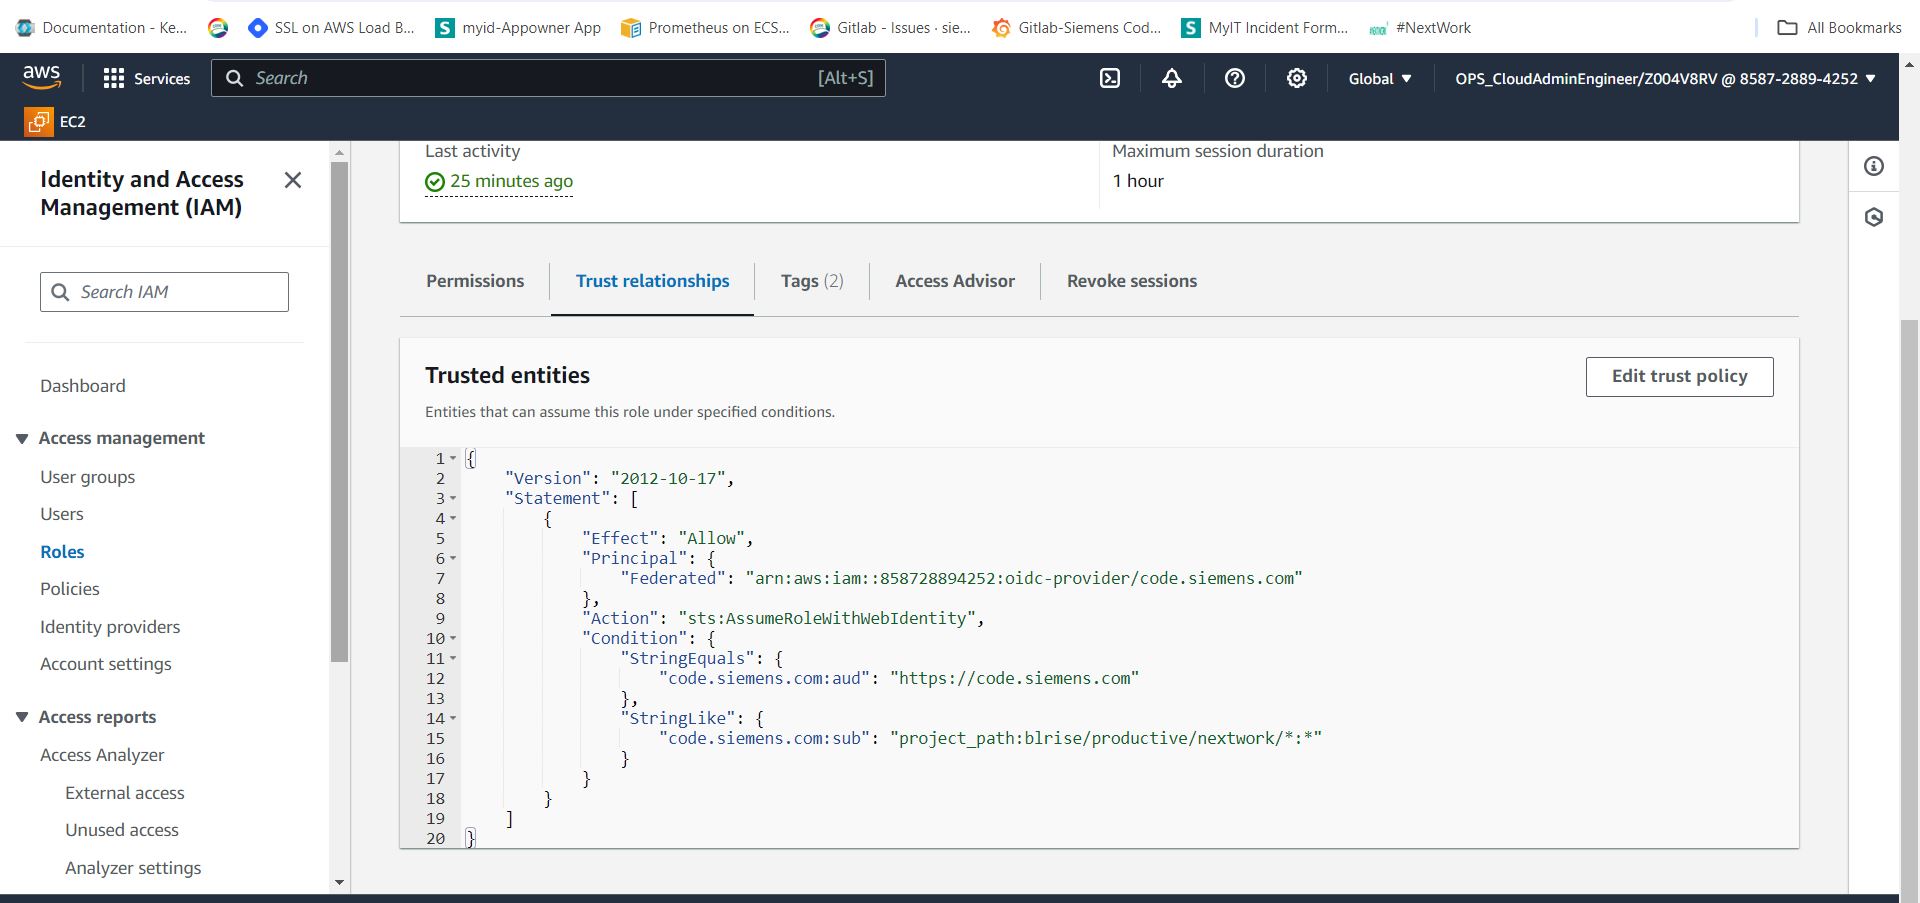 Documentation - Ke...
SSL on AWS Load B...
myid-Appowner App
Prometheus on ECS...
Gitlab - Issues · sie...
Gitlab-Siemens Cod...
MyIT Incident Form...
#NextWork
All Bookmarks
aws
Services
Search
[Alt+S]
Global
OPS_CloudAdminEngineer/Z004V8RV @ 8587-2889-4252
EC2
Identity and Access
Management (IAM)
Search IAM
Dashboard
Access management
User groups
Users
Roles
Policies
Identity providers
Account settings
Access reports
Access Analyzer
External access
Unused access
Analyzer settings
Last activity
25 minutes ago
Maximum session duration
1 hour
Permissions
Trust relationships
Tags (2)
Access Advisor
Revoke sessions
Trusted entities
Edit trust policy
Entities that can assume this role under specified conditions.
1 {
2 "Version": "2012-10-17",
3 "Statement": [
4 {
5 "Effect": "Allow",
6 "Principal": {
7 "Federated": "arn:aws:iam::858728894252:oidc-provider/code.siemens.com"
8 },
9 "Action": "sts:AssumeRoleWithWebIdentity",
10 "Condition": {
11 "StringEquals": {
12 "code.siemens.com:aud": "https://code.siemens.com"
13 },
14 "StringLike": {
15 "code.siemens.com:sub": "project_path:blrise/productive/nextwork/*:*"
16 }
17 }
18 }
19 ]
20 }